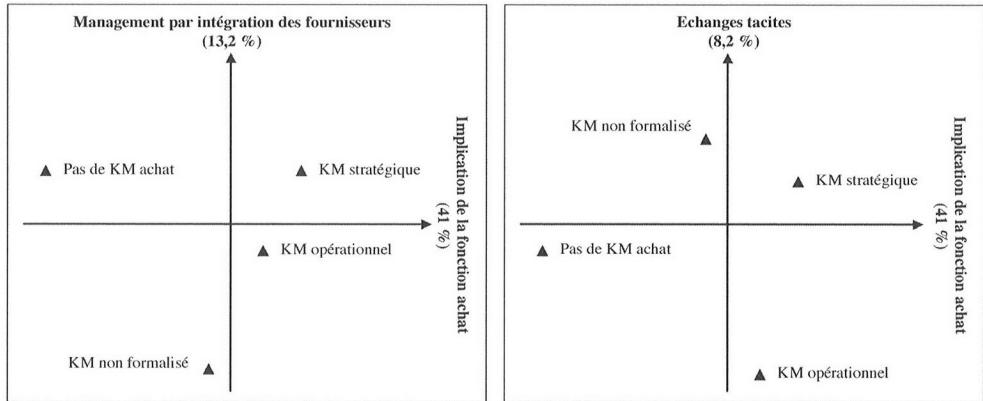 Management par intégration des fournisseurs
(13,2 %)
Pas de KM achat
KM stratégique
KM opérationnel
KM non formalisé
Implication de la fonction achat
(41 %)
Echanges tacites
(8,2 %)
KM non formalisé
KM stratégique
Pas de KM achat
KM opérationnel
Implication de la fonction achat
(41 %)